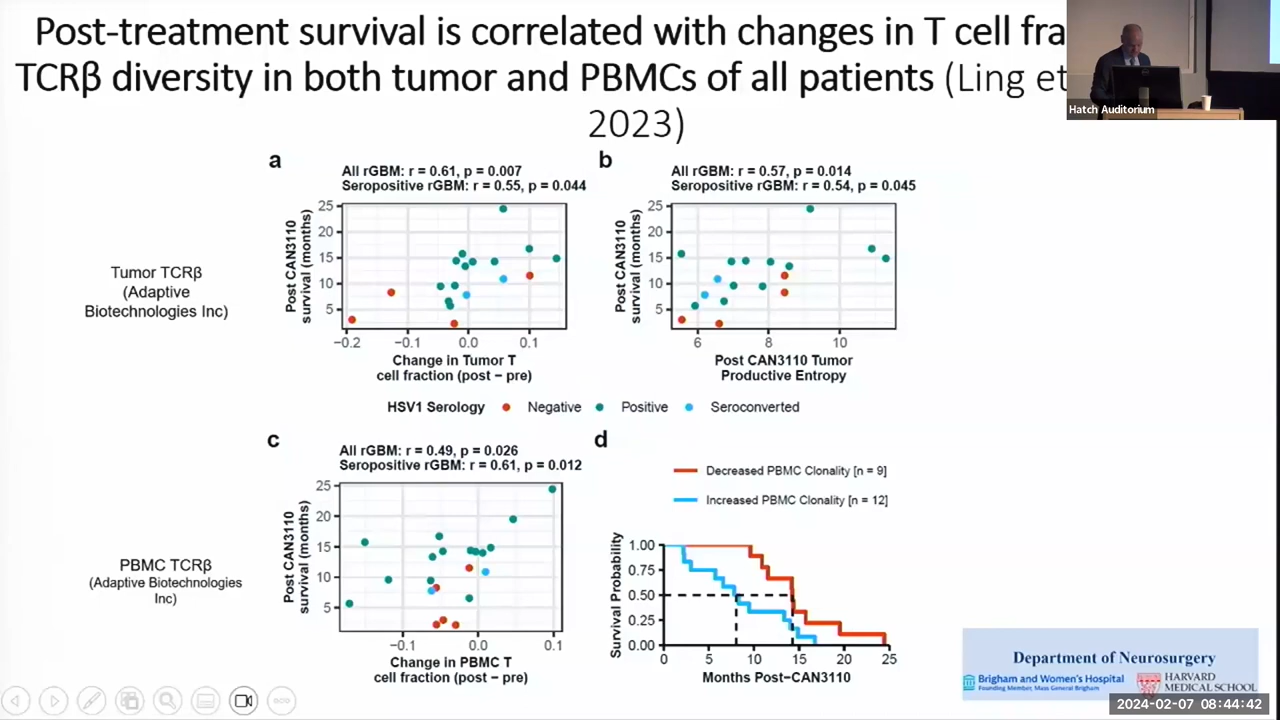 Post-treatment survival is correlated with changes in T cell fra
TCRβ diversity in both tumor and PBMCs of all patients (Ling et
2023)
Hatch Auditorium
a
All rGBM: r = 0.61, p = 0.007
Seropositive rGBM: r = 0.55, p = 0.044
25
20
15
10
5
Post CAN3110
survival (months)
−0.2
−0.1
0.0
0.1
Change in Tumor T
cell fraction (post − pre)
b
All rGBM: r = 0.57, p = 0.014
Seropositive rGBM: r = 0.54, p = 0.045
25
20
15
10
5
Post CAN3110
survival (months)
6
8
10
Post CAN3110 Tumor
Productive Entropy
Tumor TCRβ
(Adaptive
Biotechnologies Inc)
HSV1 Serology
Negative
Positive
Seroconverted
c
All rGBM: r = 0.49, p = 0.026
Seropositive rGBM: r = 0.61, p = 0.012
25
20
15
10
5
Post CAN3110
survival (months)
−0.1
0.0
0.1
Change in PBMC T
cell fraction (post − pre)
d
Decreased PBMC Clonality [n = 9]
Increased PBMC Clonality [n = 12]
1.00
0.75
0.50
0.25
0.00
Survival Probability
0
5
10
15
20
25
Months Post−CAN3110
PBMC TCRβ
(Adaptive Biotechnologies
Inc)
Department of Neurosurgery
Brigham and Women's Hospital
Founding Member, Mass General Brigham
HARVARD
MEDICAL SCHOOL
2024-02-07 08:44:42